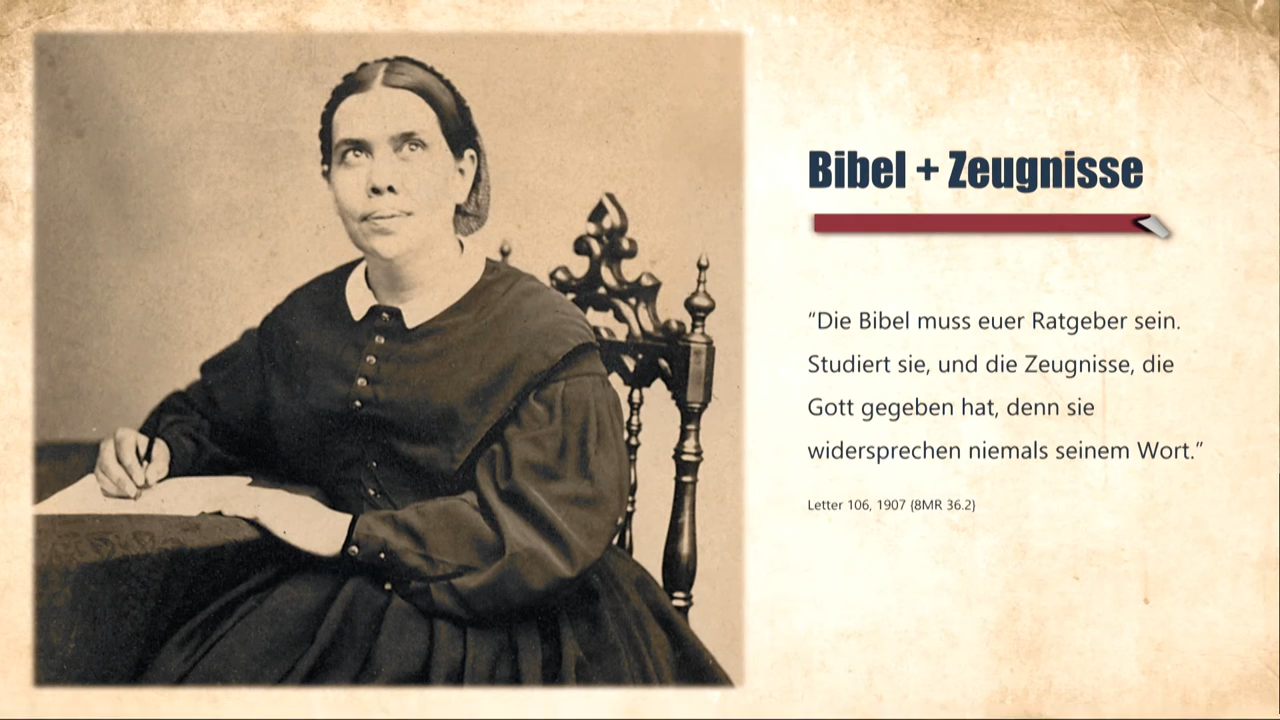 Bibel + Zeugnisse
“Die Bibel muss euer Ratgeber sein.
Studiert sie, und die Zeugnisse, die
Gott gegeben hat, denn sie
widersprechen niemals seinem Wort.”
Letter 106, 1907 {8MR 36.2}